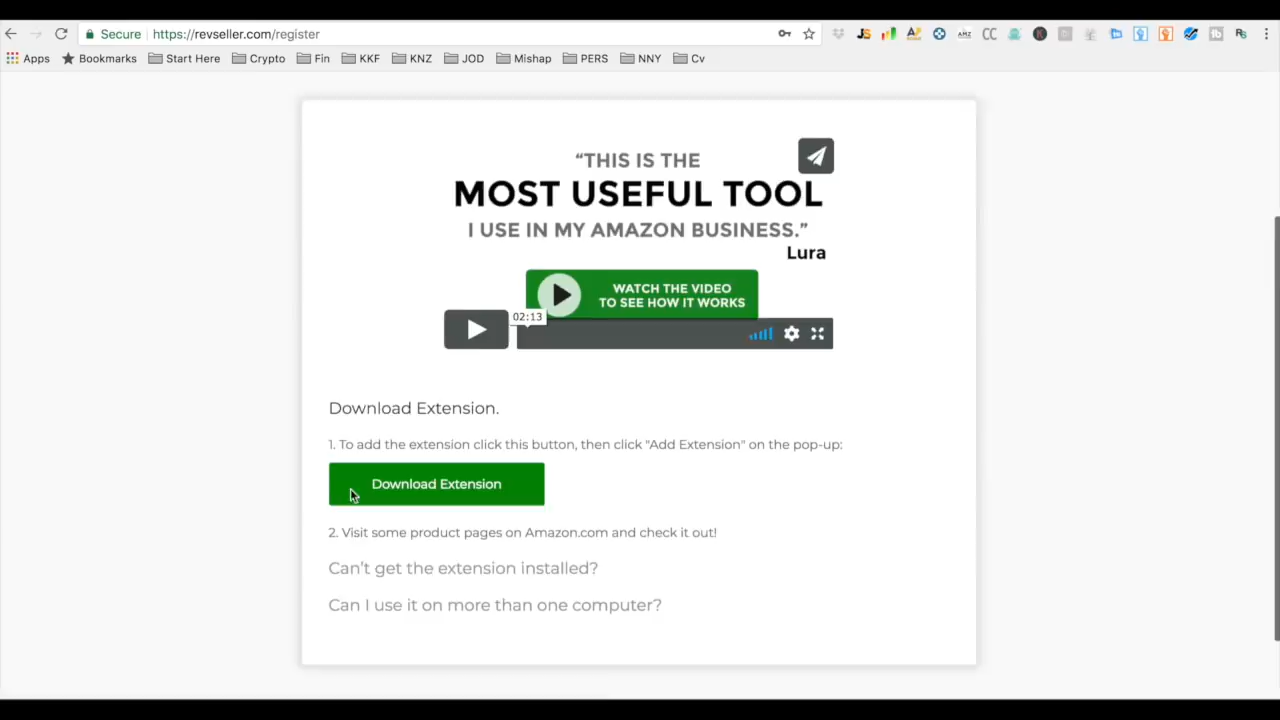 Secure https://revseller.com/register
Apps Bookmarks Start Here Crypto Fin KKF KNZ JOD Mishap PERS NNY Cv
“THIS IS THE
MOST USEFUL TOOL
I USE IN MY AMAZON BUSINESS.”
Lura
WATCH THE VIDEO
TO SEE HOW IT WORKS
02:13
Download Extension.
1. To add the extension click this button, then click "Add Extension" on the pop-up:
Download Extension
2. Visit some product pages on Amazon.com and check it out!
Can’t get the extension installed?
Can I use it on more than one computer?